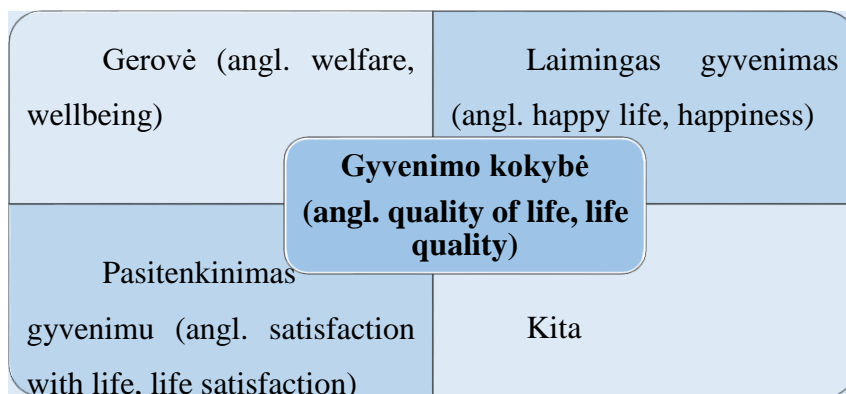 Gerovė (angl. welfare,
wellbeing)
Laimingas gyvenimas
(angl. happy life, happiness)
Gyvenimo kokybė
(angl. quality of life, life
quality)
Pasitenkinimas
gyvenimu (angl. satisfaction
with life, life satisfaction)
Kita